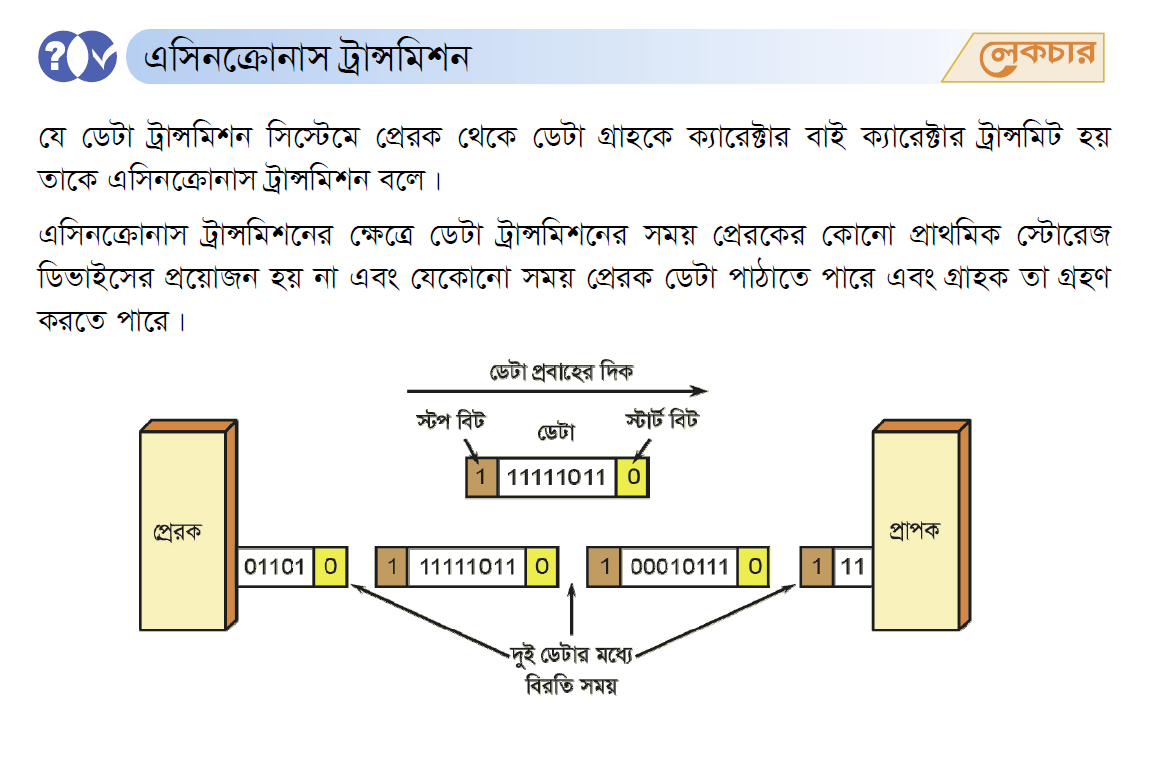 এসিনক্রোনাস ট্রান্সমিশন
লেকচার
যে ডেটা ট্রান্সমিশন সিস্টেমে প্রেরক থেকে ডেটা গ্রাহকে ক্যারেক্টার বাই ক্যারেক্টার ট্রান্সমিট হয়
তাকে এসিনক্রোনাস ট্রান্সমিশন বলে।
এসিনক্রোনাস ট্রান্সমিশনের ক্ষেত্রে ডেটা ট্রান্সমিশনের সময় প্রেরকের কোনো প্রাথমিক স্টোরেজ
ডিভাইসের প্রয়োজন হয় না এবং যেকোনো সময় প্রেরক ডেটা পাঠাতে পারে এবং গ্রাহক তা গ্রহণ
করতে পারে।
ডেটা প্রবাহের দিক
স্টপ বিট
ডেটা
স্টার্ট বিট
1 11111011 0
প্রেরক
প্রাপক
01101 0
1 11111011 0
1 00010111 0
1 11
দুই ডেটার মধ্যে
বিরতি সময়